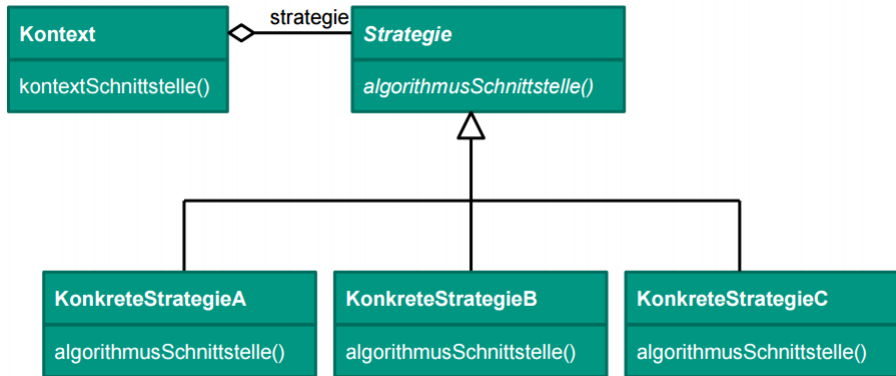 strategie
Kontext
kontextSchnittstelle()
Strategie
algorithmusSchnittstelle()
KonkreteStrategieA
algorithmusSchnittstelle()
KonkreteStrategieB
algorithmusSchnittstelle()
KonkreteStrategieC
algorithmusSchnittstelle()